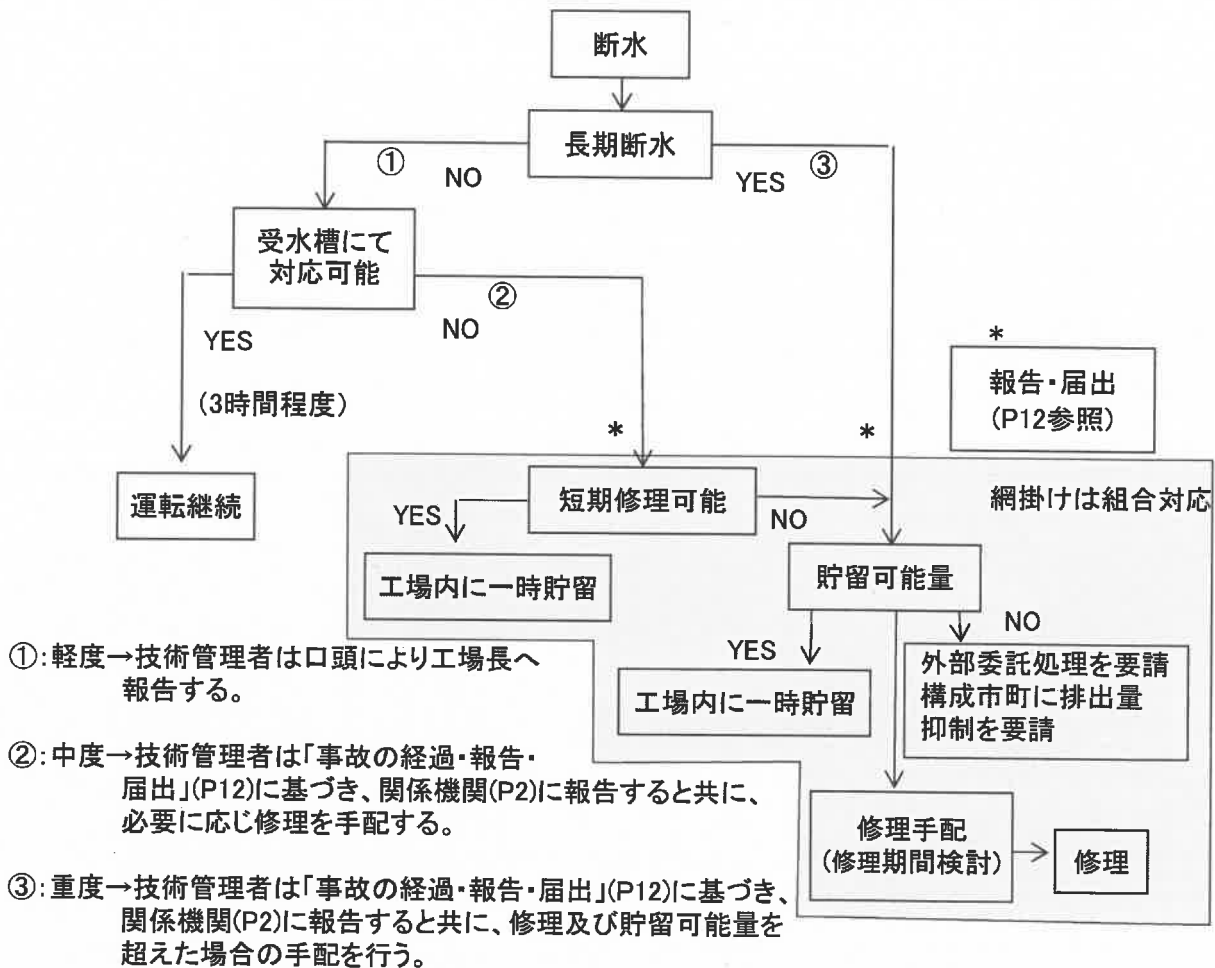 断水
長期断水
①
NO
YES
③
受水槽にて
対応可能
②
NO
YES
(3時間程度)
*
報告・届出
(P12参照)
*
*
運転継続
短期修理可能
網掛けは組合対応
YES
NO
工場内に一時貯留
貯留可能量
YES
NO
工場内に一時貯留
外部委託処理を要請
構成市町に排出量
抑制を要請
修理手配
(修理期間検討)
修理
①:軽度→技術管理者は口頭により工場長へ
報告する。
②:中度→技術管理者は「事故の経過・報告・
届出」(P12)に基づき、関係機関(P2)に報告すると共に、
必要に応じ修理を手配する。
③:重度→技術管理者は「事故の経過・報告・届出」(P12)に基づき、
関係機関(P2)に報告すると共に、修理及び貯留可能量を
超えた場合の手配を行う。